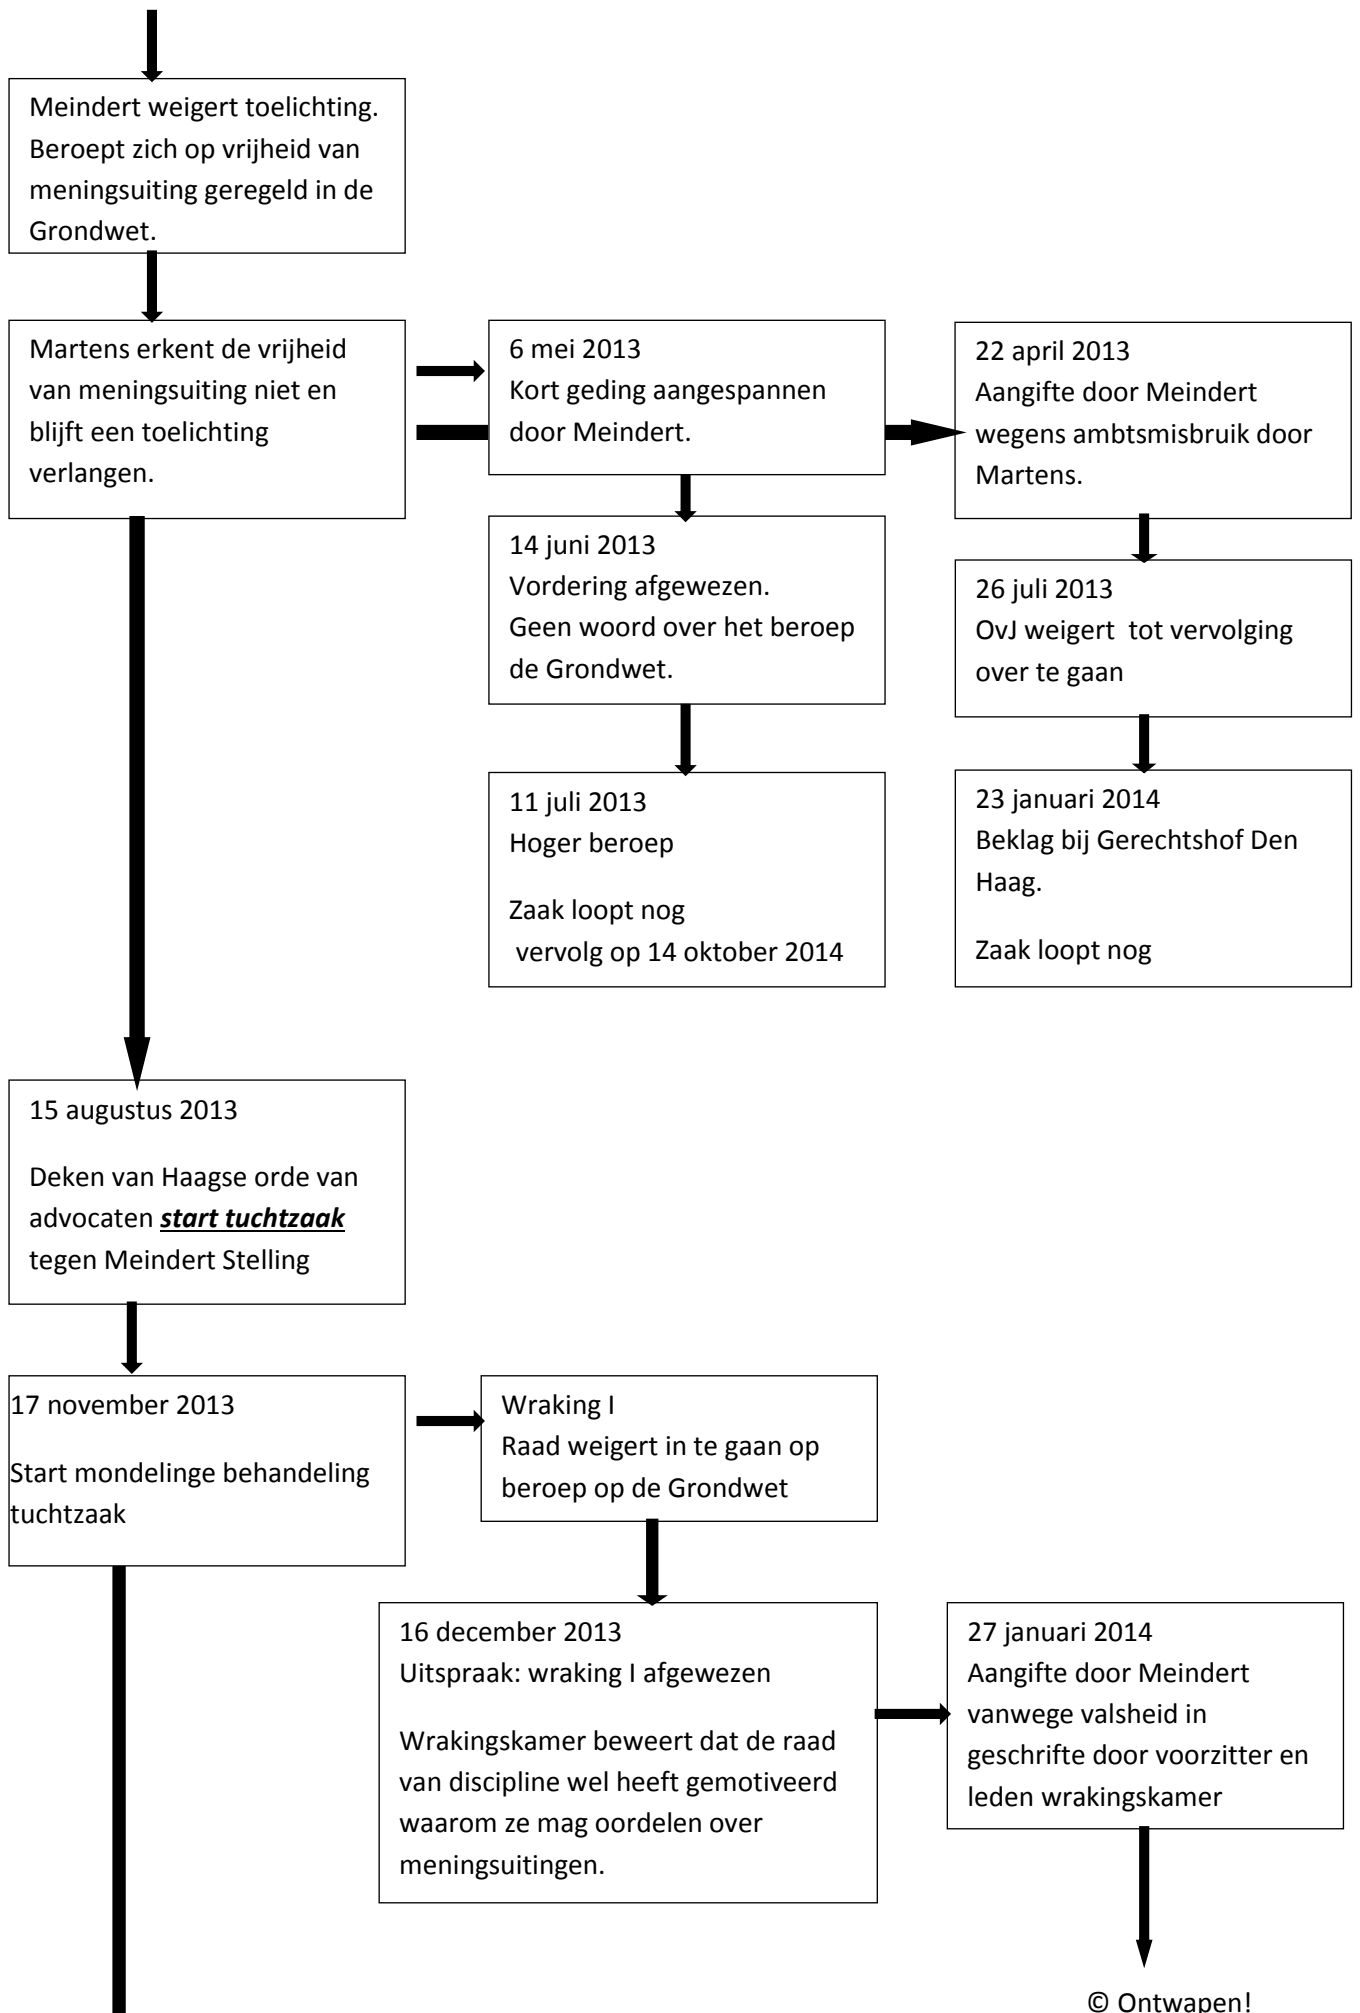 Meindert weigert toelichting.
Beroept zich op vrijheid van
meningsuiting geregeld in de
Grondwet.
Martens erkent de vrijheid
van meningsuiting niet en
blijft een toelichting
verlangen.
6 mei 2013
Kort geding aangespannen
door Meindert.
22 april 2013
Aangifte door Meindert
wegens ambtsmisbruik door
Martens.
14 juni 2013
Vordering afgewezen.
Geen woord over het beroep
de Grondwet.
26 juli 2013
OvJ weigert  tot vervolging
over te gaan
11 juli 2013
Hoger beroep
Zaak loopt nog
vervolg op 14 oktober 2014
23 januari 2014
Beklag bij Gerechtshof Den
Haag.
Zaak loopt nog
15 augustus 2013
Deken van Haagse orde van
advocaten start tuchtzaak
tegen Meindert Stelling
17 november 2013
Start mondelinge behandeling
tuchtzaak
Wraking I
Raad weigert in te gaan op
beroep op de Grondwet
16 december 2013
Uitspraak: wraking I afgewezen
Wrakingskamer beweert dat de raad
van discipline wel heeft gemotiveerd
waarom ze mag oordelen over
meningsuitingen.
27 januari 2014
Aangifte door Meindert
vanwege valsheid in
geschrifte door voorzitter en
leden wrakingskamer
© Ontwapen!